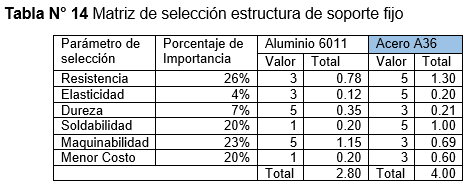 Tabla N° 14 Matriz de selección estructura de soporte fijo
Parámetro de selección Porcentaje de Importancia Aluminio 6011 Acero A36
Valor Total Valor Total
Resistencia 26% 3 0.78 5 1.30
Elasticidad 4% 3 0.12 5 0.20
Dureza 7% 5 0.35 3 0.21
Soldabilidad 20% 1 0.20 5 1.00
Maquinabilidad 23% 5 1.15 3 0.69
Menor Costo 20% 1 0.20 3 0.60
Total 2.80 Total 4.00